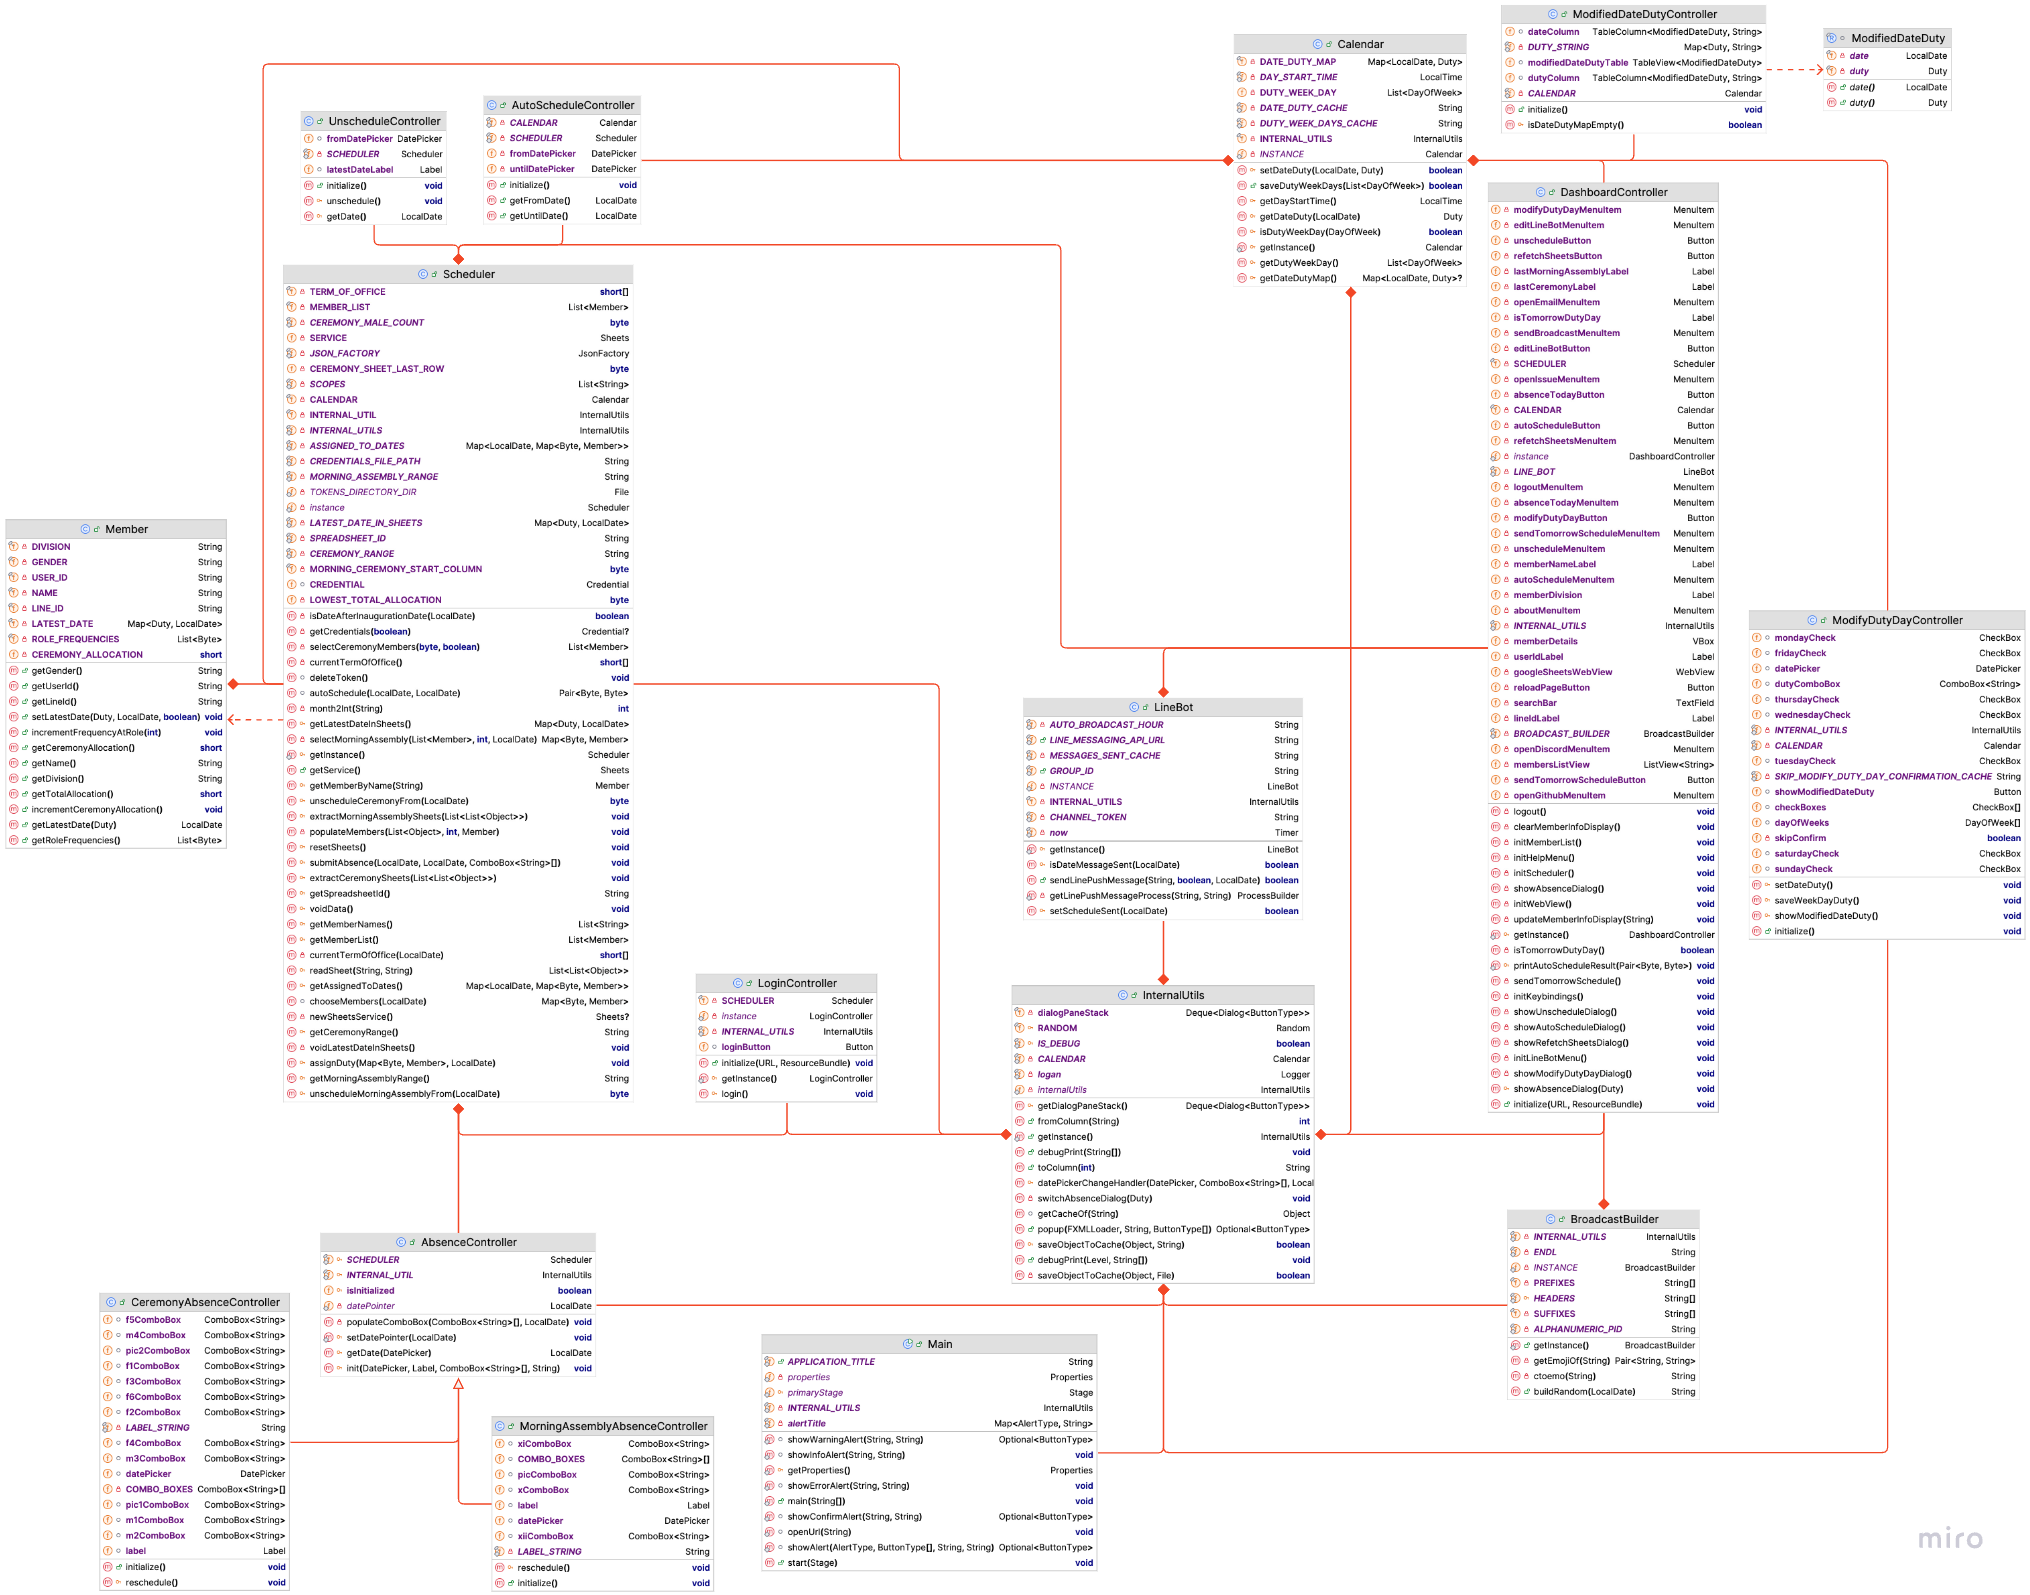 UnscheduleController
fromDatePicker DatePicker
SCHEDULER Scheduler
latestDateLabel Label
initialize() void
unschedule() void
getDate() LocalDate
AutoScheduleController
CALENDAR Calendar
SCHEDULER Scheduler
fromDatePicker DatePicker
untilDatePicker DatePicker
initialize() void
getFromDate() LocalDate
getUntilDate() LocalDate
Calendar
DATE_DUTY_MAP Map<LocalDate, Duty>
DAY_START_TIME LocalTime
DUTY_WEEK_DAY List<DayOfWeek>
DATE_DUTY_CACHE String
DUTY_WEEK_DAYS_CACHE String
INTERNAL_UTILS InternalUtils
INSTANCE Calendar
setDateDuty(LocalDate, Duty) boolean
saveDutyWeekDays(List<DayOfWeek>) boolean
getDayStartTime() LocalTime
getDateDuty(LocalDate) Duty
isDutyWeekDay(DayOfWeek) boolean
getInstance() Calendar
getDutyWeekDay() List<DayOfWeek>
getDateDutyMap() Map<LocalDate, Duty>?
ModifiedDateDutyController
dateColumn TableColumn<ModifiedDateDuty, String>
DUTY_STRING Map<Duty, String>
modifiedDateDutyTable TableView<ModifiedDateDuty>
dutyColumn TableColumn<ModifiedDateDuty, String>
CALENDAR Calendar
initialize() void
isDateDutyMapEmpty() boolean
ModifiedDateDuty
date LocalDate
duty Duty
date() LocalDate
duty() Duty
Scheduler
TERM_OF_OFFICE short[]
MEMBER_LIST List<Member>
CEREMONY_MALE_COUNT byte
SERVICE Sheets
JSON_FACTORY JsonFactory
CEREMONY_SHEET_LAST_ROW byte
SCOPES List<String>
CALENDAR Calendar
INTERNAL_UTIL InternalUtils
INTERNAL_UTILS InternalUtils
ASSIGNED_TO_DATES Map<LocalDate, Map<Byte, Member>>
CREDENTIALS_FILE_PATH String
MORNING_ASSEMBLY_RANGE String
TOKENS_DIRECTORY_DIR File
instance Scheduler
LATEST_DATE_IN_SHEETS Map<Duty, LocalDate>
SPREADSHEET_ID String
CEREMONY_RANGE String
MORNING_CEREMONY_START_COLUMN byte
CREDENTIAL Credential
LOWEST_TOTAL_ALLOCATION byte
isDateAfterInaugurationDate(LocalDate) boolean
getCredentials(boolean) Credential?
selectCeremonyMembers(byte, boolean) List<Member>
currentTermOfOffice() short[]
deleteToken() void
autoSchedule(LocalDate, LocalDate) Pair<Byte, Byte>
month2Int(String) int
getLatestDateInSheets() Map<Duty, LocalDate>
selectMorningAssembly(List<Member>, int, LocalDate) Map<Byte, Member>
getInstance() Scheduler
getService() Sheets
getMemberByName(String) Member
unscheduleCeremonyFrom(LocalDate) byte
extractMorningAssemblySheets(List<List<Object>>) void
populateMembers(List<Object>, int, Member) void
resetSheets() void
submitAbsence(LocalDate, LocalDate, ComboBox<String>[]) void
extractCeremonySheets(List<List<Object>>) void
getSpreadsheetId() String
voidData() void
getMemberNames() List<String>
getMemberList() List<Member>
currentTermOfOffice(LocalDate) short[]
readSheet(String, String) List<List<Object>>
getAssignedToDates() Map<LocalDate, Map<Byte, Member>>
chooseMembers(LocalDate) Map<Byte, Member>
newSheetsService() Sheets?
getCeremonyRange() String
voidLatestDateInSheets() void
assignDuty(Map<Byte, Member>, LocalDate) void
getMorningAssemblyRange() String
unscheduleMorningAssemblyFrom(LocalDate) byte
Member
DIVISION String
GENDER String
USER_ID String
NAME String
LINE_ID String
LATEST_DATE Map<Duty, LocalDate>
ROLE_FREQUENCIES List<Byte>
CEREMONY_ALLOCATION short
getGender() String
getUserId() String
getLineId() String
setLatestDate(Duty, LocalDate, boolean) void
incrementFrequencyAtRole(int) void
getCeremonyAllocation() short
getName() String
getDivision() String
getTotalAllocation() short
incrementCeremonyAllocation() void
getLatestDate(Duty) LocalDate
getRoleFrequencies() List<Byte>
DashboardController
modifyDutyDayMenuItem MenuItem
editLineBotMenuItem MenuItem
unscheduleButton Button
refetchSheetsButton Button
lastMorningAssemblyLabel Label
lastCeremonyLabel Label
openEmailMenuItem MenuItem
isTomorrowDutyDay Label
sendBroadcastMenuItem MenuItem
editLineBotButton Button
SCHEDULER Scheduler
openIssueMenuItem MenuItem
absenceTodayButton Button
CALENDAR Calendar
autoScheduleButton Button
refetchSheetsMenuItem MenuItem
instance DashboardController
LINE_BOT LineBot
logoutMenuItem MenuItem
absenceTodayMenuItem MenuItem
modifyDutyDayButton Button
sendTomorrowScheduleMenuItem MenuItem
unscheduleMenuItem MenuItem
memberNameLabel Label
autoScheduleMenuItem MenuItem
memberDivision Label
aboutMenuItem MenuItem
INTERNAL_UTILS InternalUtils
memberDetails VBox
userIdLabel Label
googleSheetsWebView WebView
reloadPageButton Button
searchBar TextField
lineIdLabel Label
BROADCAST_BUILDER BroadcastBuilder
openDiscordMenuItem MenuItem
membersListView ListView<String>
sendTomorrowScheduleButton Button
openGithubMenuItem MenuItem
logout() void
clearMemberInfoDisplay() void
initMemberList() void
initHelpMenu() void
initScheduler() void
showAbsenceDialog() void
initWebView() void
updateMemberInfoDisplay(String) void
getInstance() DashboardController
isTomorrowDutyDay() boolean
printAutoScheduleResult(Pair<Byte, Byte>) void
sendTomorrowSchedule() void
initKeybindings() void
showUnscheduleDialog() void
showAutoScheduleDialog() void
showRefetchSheetsDialog() void
initLineBotMenu() void
showModifyDutyDayDialog() void
showAbsenceDialog(Duty) void
initialize(URL, ResourceBundle) void
ModifyDutyDayController
mondayCheck CheckBox
fridayCheck CheckBox
datePicker DatePicker
dutyComboBox ComboBox<String>
thursdayCheck CheckBox
wednesdayCheck CheckBox
INTERNAL_UTILS InternalUtils
CALENDAR Calendar
tuesdayCheck CheckBox
SKIP_MODIFY_DUTY_DAY_CONFIRMATION_CACHE String
showModifiedDateDuty Button
checkBoxes CheckBox[]
dayOfWeeks DayOfWeek[]
skipConfirm boolean
saturdayCheck CheckBox
sundayCheck CheckBox
setDateDuty() void
saveWeekDayDuty() void
showModifiedDateDuty() void
initialize() void
LineBot
AUTO_BROADCAST_HOUR String
LINE_MESSAGING_API_URL String
MESSAGES_SENT_CACHE String
GROUP_ID String
INSTANCE LineBot
INTERNAL_UTILS InternalUtils
CHANNEL_TOKEN String
now Timer
getInstance() LineBot
isDateMessageSent(LocalDate) boolean
sendLinePushMessage(String, boolean, LocalDate) boolean
getLinePushMessageProcess(String, String) ProcessBuilder
setScheduleSent(LocalDate) boolean
LoginController
SCHEDULER Scheduler
instance LoginController
INTERNAL_UTILS InternalUtils
loginButton Button
initialize(URL, ResourceBundle) void
getInstance() LoginController
login() void
InternalUtils
dialogPaneStack Deque<Dialog<ButtonType>>
RANDOM Random
IS_DEBUG boolean
CALENDAR Calendar
logan Logger
internalUtils InternalUtils
getDialogPaneStack() Deque<Dialog<ButtonType>>
fromColumn(String) int
getInstance() InternalUtils
debugPrint(String[]) void
toColumn(int) String
datePickerChangeHandler(DatePicker, ComboBox<String>[], Local
switchAbsenceDialog(Duty) void
getCacheOf(String) Object
popup(FXMLLoader, String, ButtonType[]) Optional<ButtonType>
saveObjectToCache(Object, String) boolean
debugPrint(Level, String[]) void
saveObjectToCache(Object, File) boolean
BroadcastBuilder
INTERNAL_UTILS InternalUtils
ENDL String
INSTANCE BroadcastBuilder
PREFIXES String[]
HEADERS String[]
SUFFIXES String[]
ALPHANUMERIC_PID String
getInstance() BroadcastBuilder
getEmojiOf(String) Pair<String, String>
ctoemo(String) String
buildRandom(LocalDate) String
AbsenceController
SCHEDULER Scheduler
INTERNAL_UTIL InternalUtils
isInitialized boolean
datePointer LocalDate
populateComboBox(ComboBox<String>[], LocalDate) void
setDatePointer(LocalDate) void
getDate(DatePicker) LocalDate
init(DatePicker, Label, ComboBox<String>[], String) void
CeremonyAbsenceController
f5ComboBox ComboBox<String>
m4ComboBox ComboBox<String>
pic2ComboBox ComboBox<String>
f1ComboBox ComboBox<String>
f3ComboBox ComboBox<String>
f6ComboBox ComboBox<String>
f2ComboBox ComboBox<String>
LABEL_STRING String
f4ComboBox ComboBox<String>
m3ComboBox ComboBox<String>
datePicker DatePicker
COMBO_BOXES ComboBox<String>[]
pic1ComboBox ComboBox<String>
m1ComboBox ComboBox<String>
m2ComboBox ComboBox<String>
label Label
initialize() void
reschedule() void
MorningAssemblyAbsenceController
xiComboBox ComboBox<String>
COMBO_BOXES ComboBox<String>[]
picComboBox ComboBox<String>
xComboBox ComboBox<String>
label Label
datePicker DatePicker
xiiComboBox ComboBox<String>
LABEL_STRING String
reschedule() void
initialize() void
Main
APPLICATION_TITLE String
properties Properties
primaryStage Stage
INTERNAL_UTILS InternalUtils
alertTitle Map<AlertType, String>
showWarningAlert(String, String) Optional<ButtonType>
showInfoAlert(String, String) void
getProperties() Properties
showErrorAlert(String, String) void
main(String[]) void
showConfirmAlert(String, String) Optional<ButtonType>
openUrl(String) void
showAlert(AlertType, ButtonType[], String, String) Optional<ButtonType>
start(Stage) void
miro